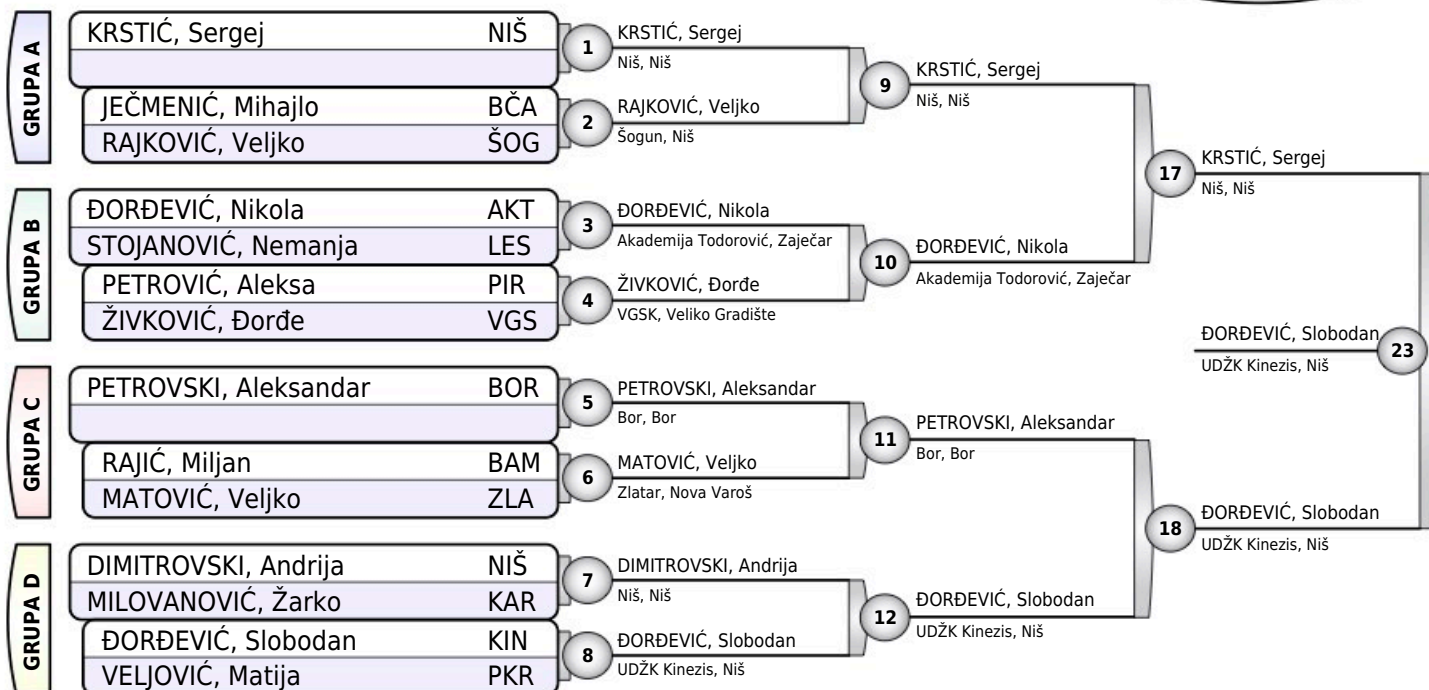 GRUPA A
KRSTIĆ, Sergej NIŠ
JEČMENIĆ, Mihajlo BČA
RAJKOVIĆ, Veljko ŠOG
GRUPA B
ĐORĐEVIĆ, Nikola AKT
STOJANOVIĆ, Nemanja LES
PETROVIĆ, Aleksa PIR
ŽIVKOVIĆ, Đorđe VGS
GRUPA C
PETROVSKI, Aleksandar BOR
RAJIĆ, Miljan BAM
MATOVIĆ, Veljko ZLA
GRUPA D
DIMITROVSKI, Andrija NIŠ
MILOVANOVIĆ, Žarko KAR
ĐORĐEVIĆ, Slobodan KIN
VELJOVIĆ, Matija PKR
1
KRSTIĆ, Sergej
Niš, Niš
2
RAJKOVIĆ, Veljko
Šogun, Niš
3
ĐORĐEVIĆ, Nikola
Akademija Todorović, Zaječar
4
ŽIVKOVIĆ, Đorđe
VGSK, Veliko Gradište
5
PETROVSKI, Aleksandar
Bor, Bor
6
MATOVIĆ, Veljko
Zlatar, Nova Varoš
7
DIMITROVSKI, Andrija
Niš, Niš
8
ĐORĐEVIĆ, Slobodan
UDŽK Kinezis, Niš
9
KRSTIĆ, Sergej
Niš, Niš
10
ĐORĐEVIĆ, Nikola
Akademija Todorović, Zaječar
11
PETROVSKI, Aleksandar
Bor, Bor
12
ĐORĐEVIĆ, Slobodan
UDŽK Kinezis, Niš
17
KRSTIĆ, Sergej
Niš, Niš
18
ĐORĐEVIĆ, Slobodan
UDŽK Kinezis, Niš
ĐORĐEVIĆ, Slobodan
UDŽK Kinezis, Niš
23